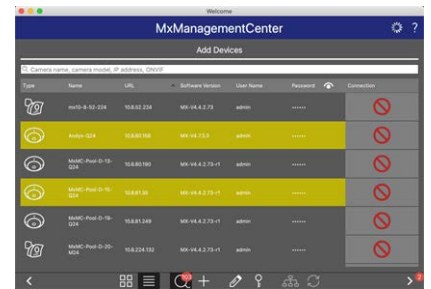 Welcome
MxManagementCenter
?
Add Devices
Camera name, camera model, IP address, ONVIF
Type Name URL Software Version User Name Password Connection
mx10-8-52-224 10.8.52.224 MX-V4.4.2.73 admin ••••••
Q24 10.8.80.158 MX-V4.7.0.3 admin ••••••
MxMC-Pool-D-15-Q24 10.8.80.190 MX-V4.4.2.73-r1 admin ••••••
MxMC-Pool-D-15-Q24 10.8.81.30 MX-V4.4.2.73-r1 admin ••••••
MxMC-Pool-D-16-Q24 10.8.81.249 MX-V4.4.2.73-r1 admin ••••••
MxMC-Pool-D-20-M24 10.8.224.132 MX-V4.4.2.73-r1 admin ••••••
103
2